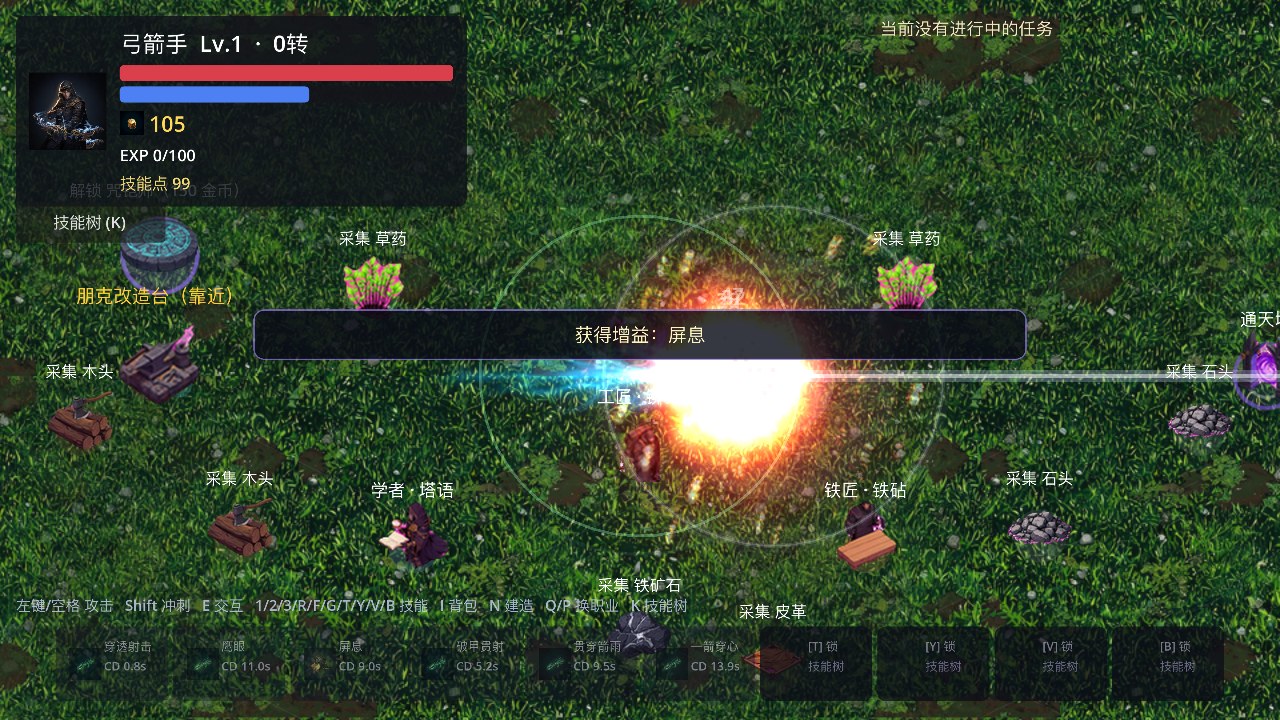 弓箭手 Lv.1 · 0转
当前没有进行中的任务
105
EXP 0/100
技能点 99
技能树 (K)
采集 草药
采集 草药
朋克改造台（靠近）
获得增益：屏息
采集 木头
采集 石头
工匠
采集 木头
学者·塔语
铁匠·铁砧
采集 石头
采集 铁矿石
左键/空格 攻击 Shift 冲刺 E 交互 1/2/3/R/F/G/T/Y/V/B 技能 I 背包 N 建造 Q/P 换职业 K 技能树
采集 皮革
穿透射击
CD 0.8s
鹰眼
CD 11.0s
屏息
CD 9.0s
破甲贯射
CD 5.2s
贯穿箭雨
CD 9.5s
一箭穿心
CD 13.9s
[T] 锁
技能树
[Y] 锁
技能树
[V] 锁
技能树
[B] 锁
技能树